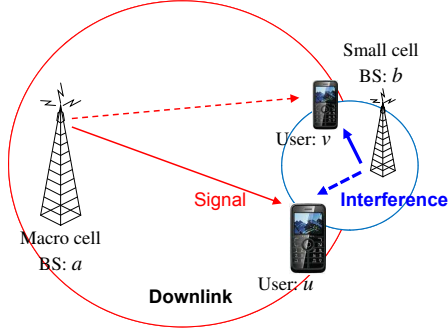 Small cell
BS: b
User: v
Signal
Interference
Macro cell
BS: a
User: u
Downlink